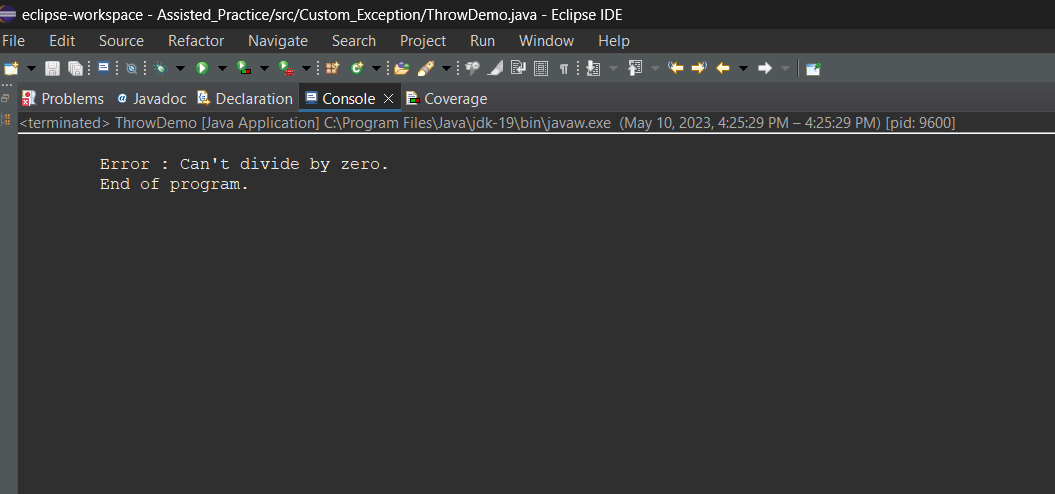 eclipse-workspace - Assisted_Practice/src/Custom_Exception/ThrowDemo.java - Eclipse IDE
File Edit Source Refactor Navigate Search Project Run Window Help
Problems @ Javadoc Declaration Console Coverage
<terminated> ThrowDemo [Java Application] C:\Program Files\Java\jdk-19\bin\javaw.exe (May 10, 2023, 4:25:29 PM – 4:25:29 PM) [pid: 9600]
Error : Can't divide by zero.
End of program.